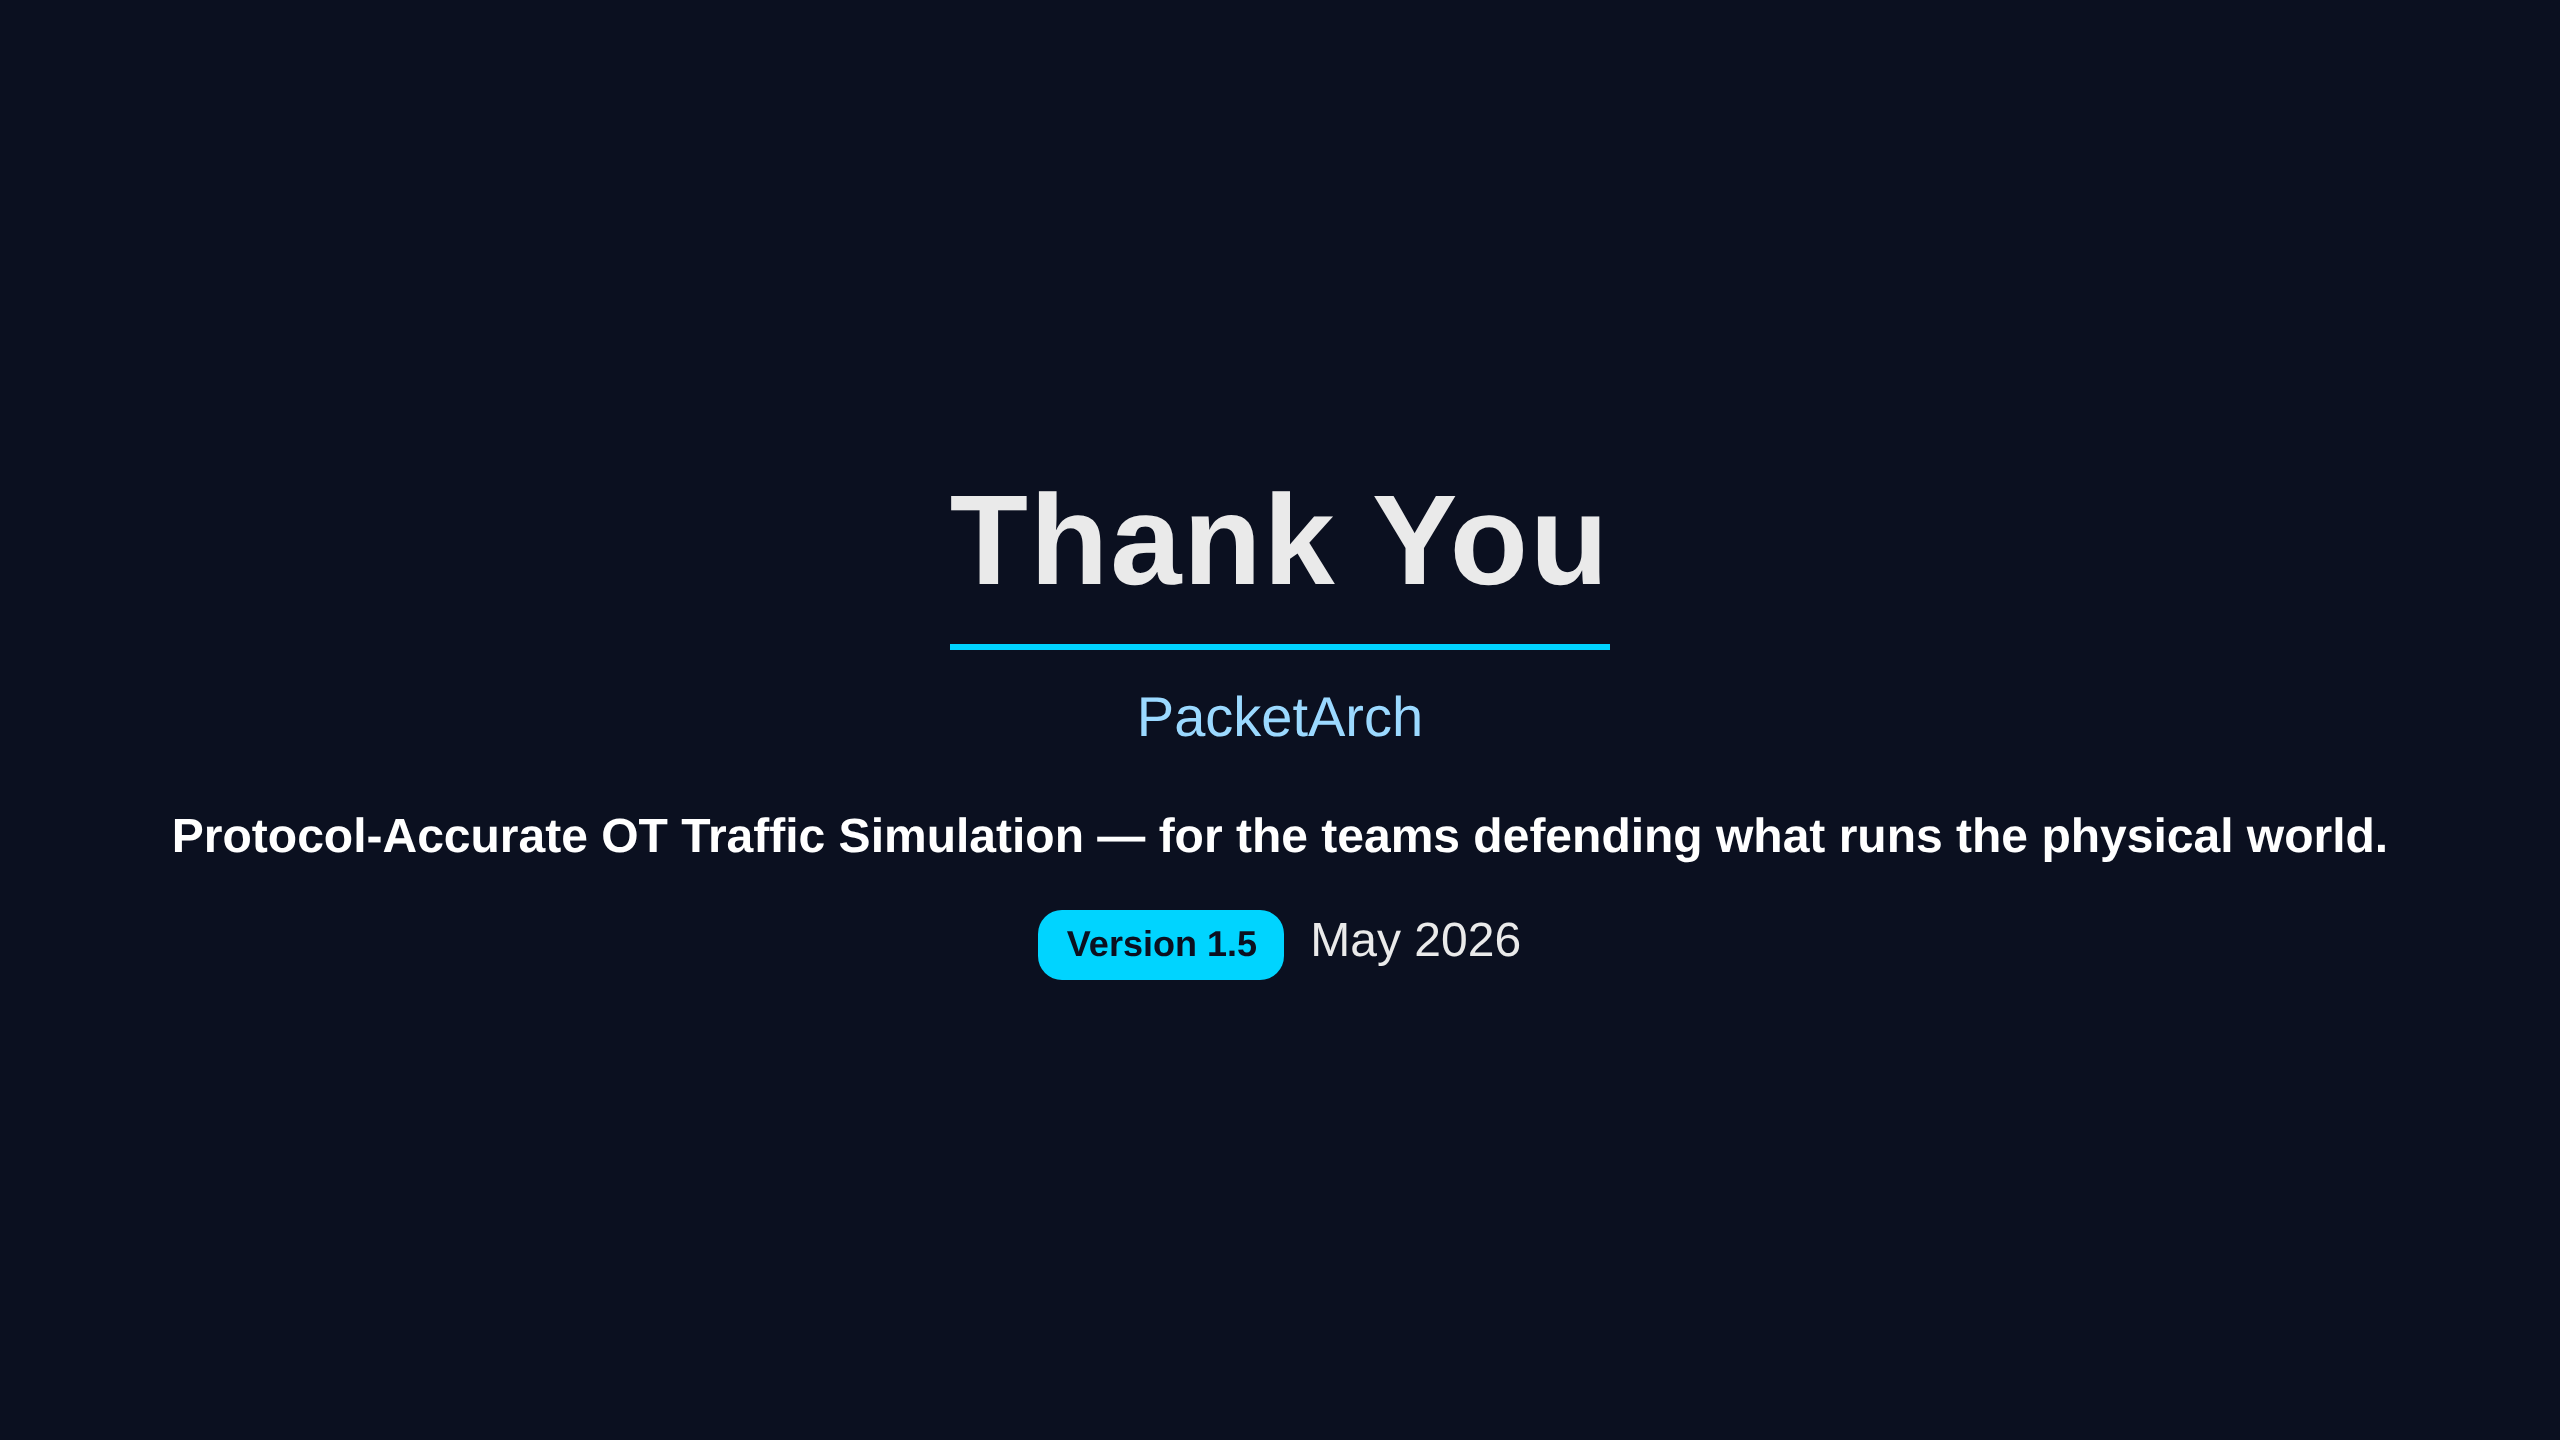 Thank You
PacketArch
Protocol-Accurate OT Traffic Simulation — for the teams defending what runs the physical world.
Version 1.5 May 2026